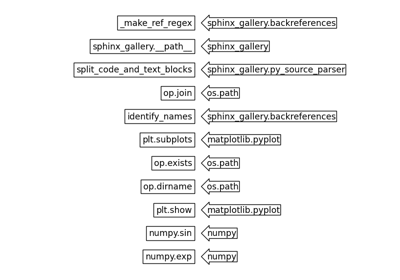 _make_ref_regex sphinx_gallery.backreferences
sphinx_gallery.__path__ sphinx_gallery
split_code_and_text_blocks sphinx_gallery.py_source_parser
op.join os.path
identify_names sphinx_gallery.backreferences
plt.subplots matplotlib.pyplot
op.exists os.path
op.dirname os.path
plt.show matplotlib.pyplot
numpy.sin numpy
numpy.exp numpy